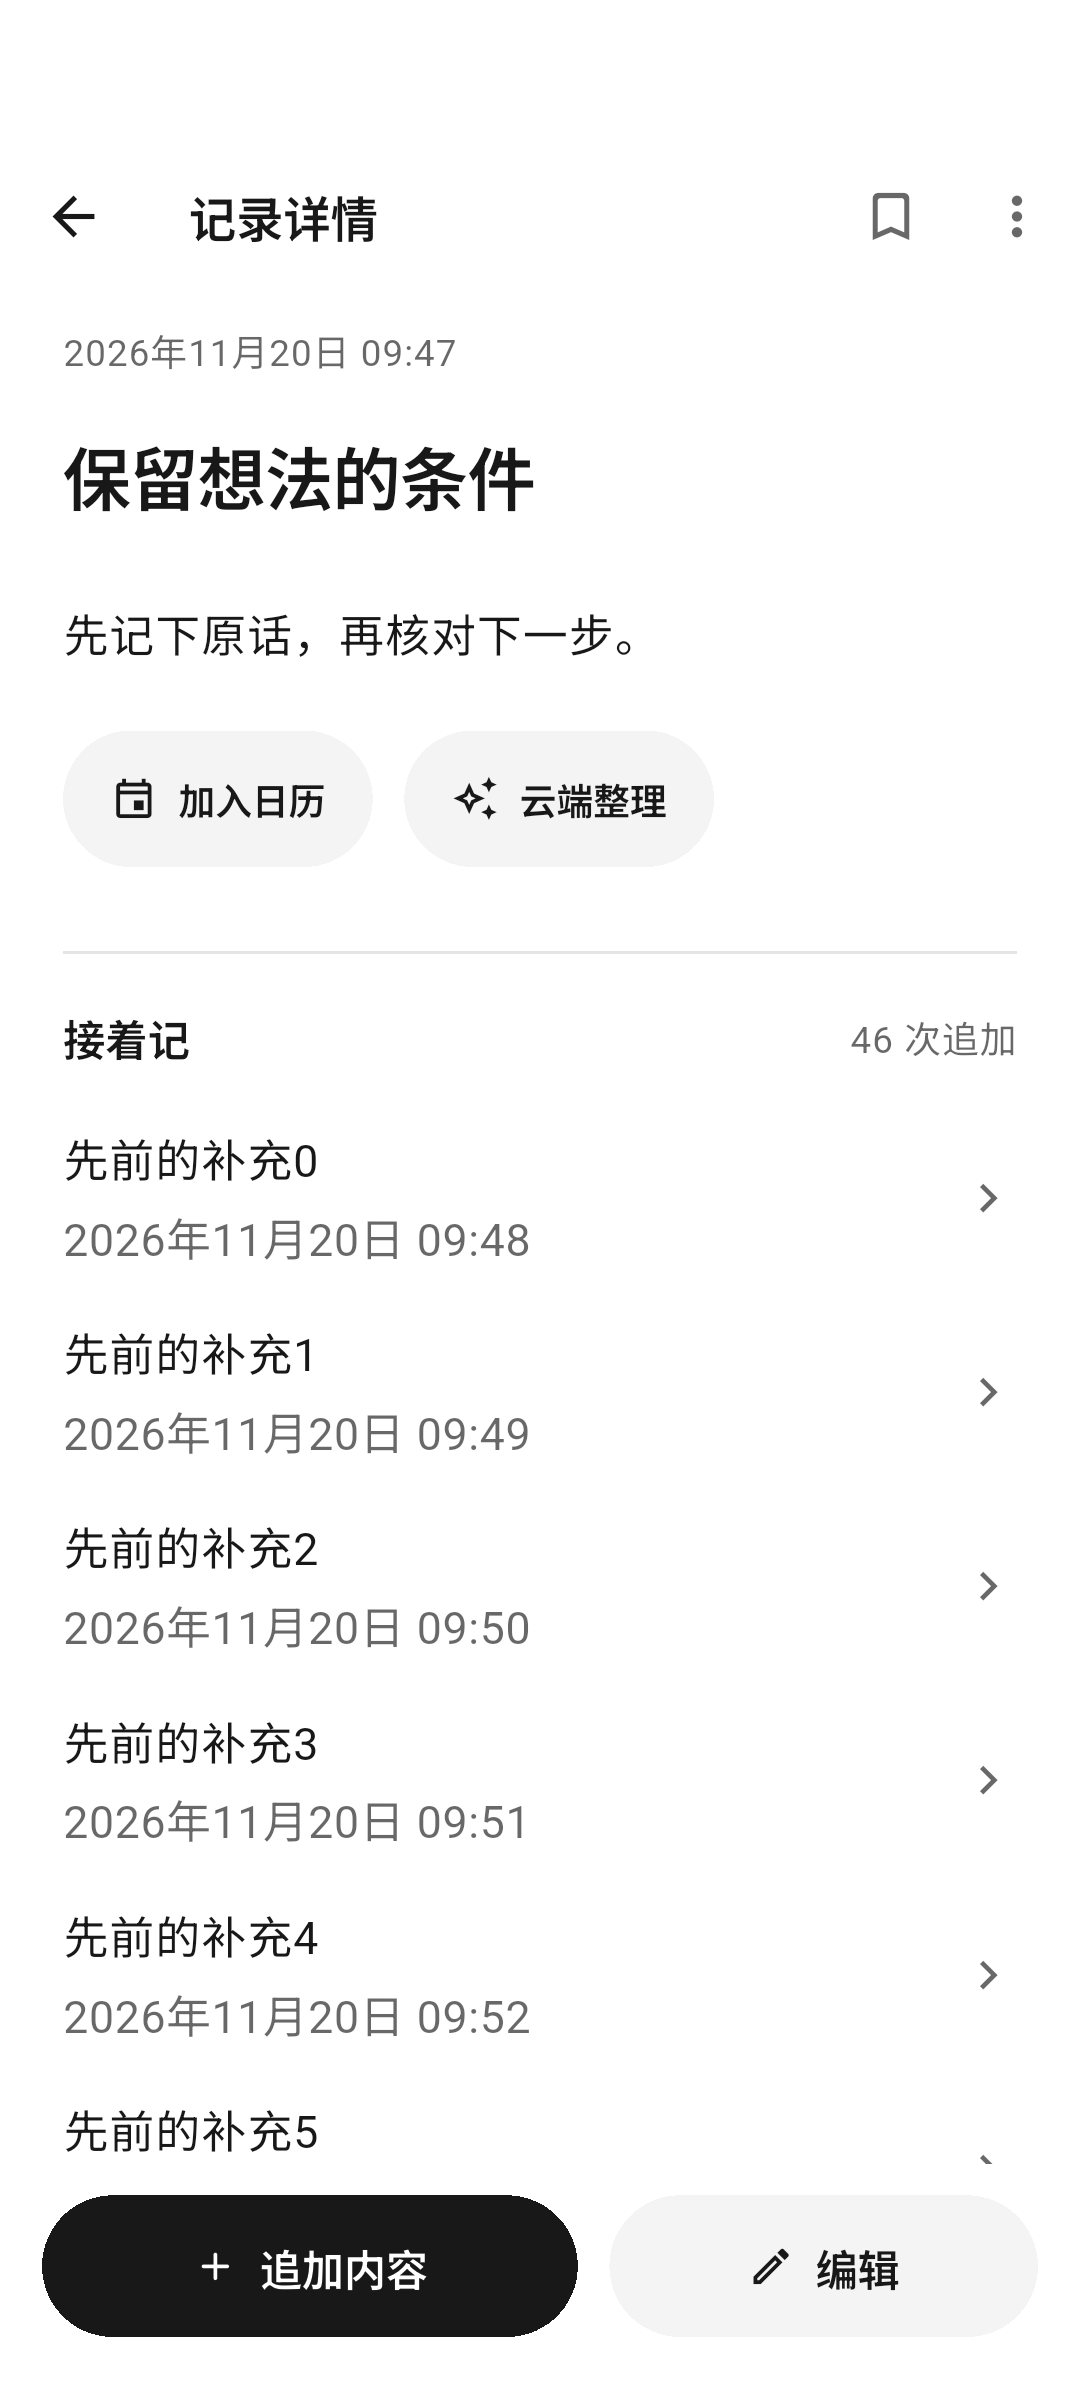 记录详情
2026年11月20日 09:47
保留想法的条件
先记下原话，再核对下一步。
加入日历 云端整理
接着记 46 次追加
先前的补充0
2026年11月20日 09:48
先前的补充1
2026年11月20日 09:49
先前的补充2
2026年11月20日 09:50
先前的补充3
2026年11月20日 09:51
先前的补充4
2026年11月20日 09:52
先前的补充5
追加内容 编辑